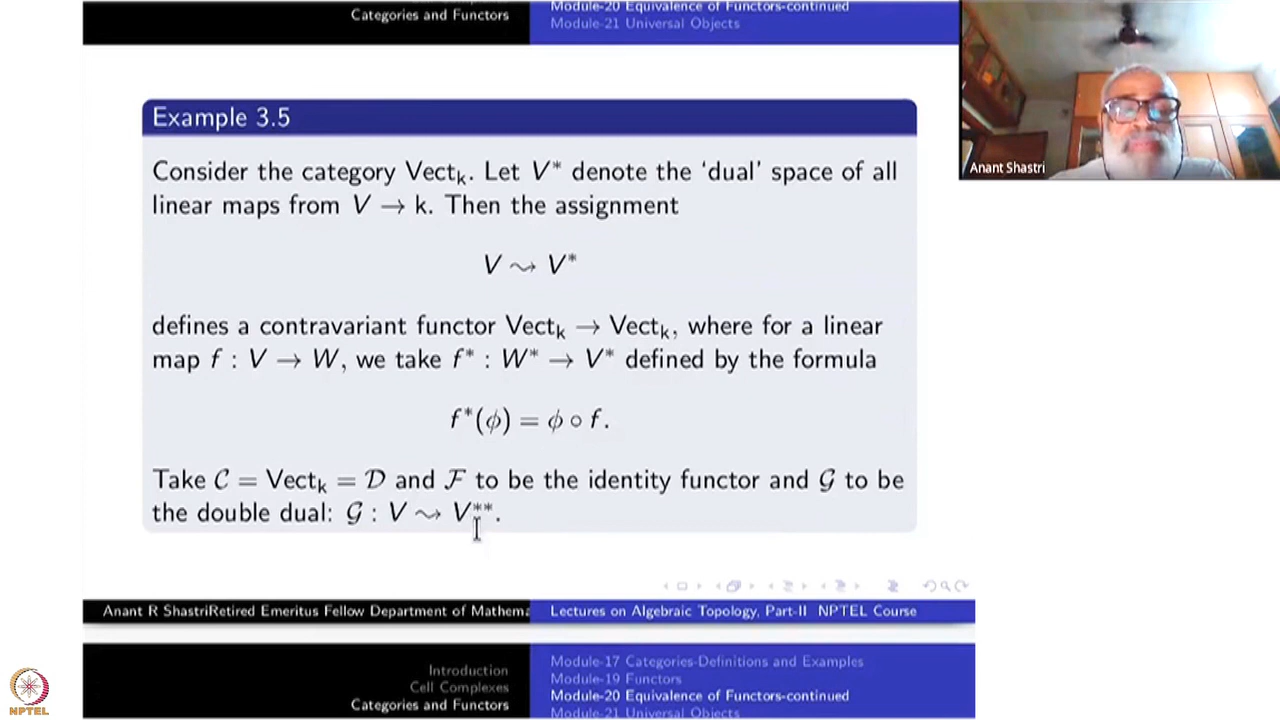 Categories and Functors
Module-20 Equivalence of Functors-continued
Module-21 Universal Objects
Anant Shastri
Example 3.5
Consider the category Vectₖ. Let V* denote the ‘dual’ space of all
linear maps from V → k. Then the assignment
V ⇝ V*
defines a contravariant functor Vectₖ → Vectₖ, where for a linear
map f : V → W, we take f* : W* → V* defined by the formula
f*(ϕ) = ϕ ∘ f.
Take 𝒞 = Vectₖ = 𝒟 and ℱ to be the identity functor and 𝒢 to be
the double dual: 𝒢 : V ⇝ V**.
Anant R ShastriRetired Emeritus Fellow Department of Mathema
Lectures on Algebraic Topology, Part-II NPTEL Course
Introduction
Cell Complexes
Categories and Functors
Module-17 Categories-Definitions and Examples
Module-19 Functors
Module-20 Equivalence of Functors-continued
Module-21 Universal Objects
NPTEL